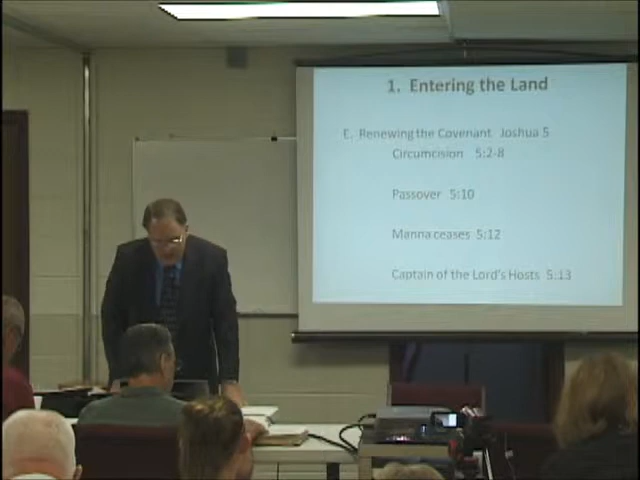 1. Entering the Land
E. Renewing the Covenant Joshua 5
Circumcision 5:2-8
Passover 5:10
Manna ceases 5:12
Captain of the Lord's Hosts 5:13